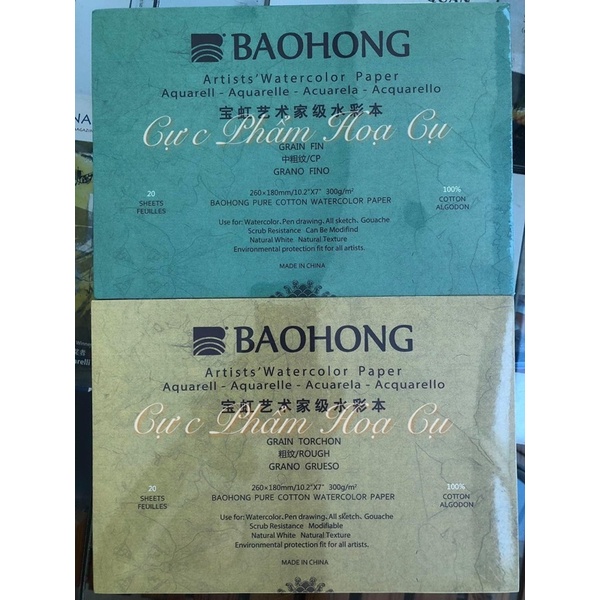 BAOHONG
Artists' Watercolor Paper
Aquarell - Aquarelle - Acuarela - Acquarello
宝虹艺术家级水彩本
Cực Phẩm Hoạ Cụ
GRAIN FIN
中粗纹/CP
GRANO FINO
20
SHEETS
FEUILLES
260×180mm/10.2"X7" 300g/m²
BAOHONG PURE COTTON WATERCOLOR PAPER
100%
COTTON
ALGODON
Use for: Watercolor. Pen drawing. All sketch. Gouache
Scrub Resistance Can Be Modifind
Natural White Natural Texture
Environmental protection fit for all artists.
MADE IN CHINA
BAOHONG
Artists' Watercolor Paper
Aquarell - Aquarelle - Acuarela - Acquarello
宝虹艺术家级水彩本
Cực Phẩm Hoạ Cụ
GRAIN TORCHON
粗纹/ROUGH
GRANO GRUESO
20
SHEETS
FEUILLES
260×180mm/10.2"X7" 300g/m²
BAOHONG PURE COTTON WATERCOLOR PAPER
100%
COTTON
ALGODON
Use for: Watercolor. Pen drawing. All sketch. Gouache
Scrub Resistance Modifiable
Natural White Natural Texture
Environmental protection fit for all artists.
MADE IN CHINA